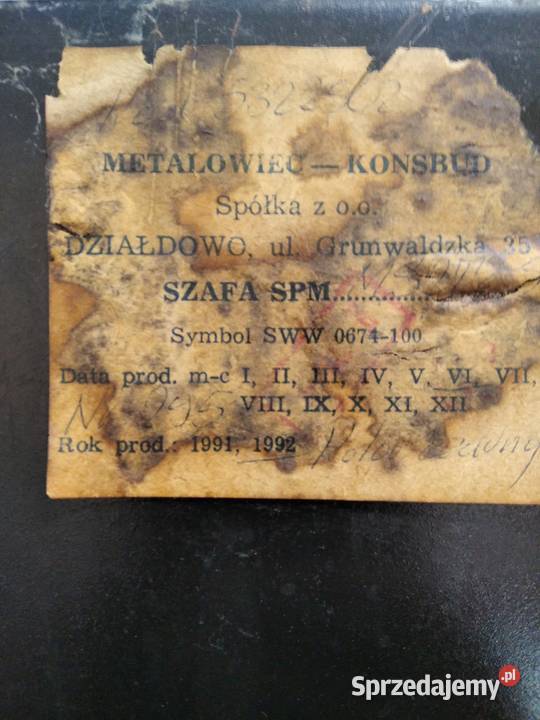 METALOWIEC — KONSBUD
Spółka z o.o.
DZIAŁDOWO, ul. Grunwaldzka 35
SZAFA SPM..............
Symbol SWW 0674-100
Data prod. m-c I, II, III, IV, V, VI, VII,
VIII, IX, X, XI, XII
Rok prod.: 1991, 1992
Sprzedajemy.pl